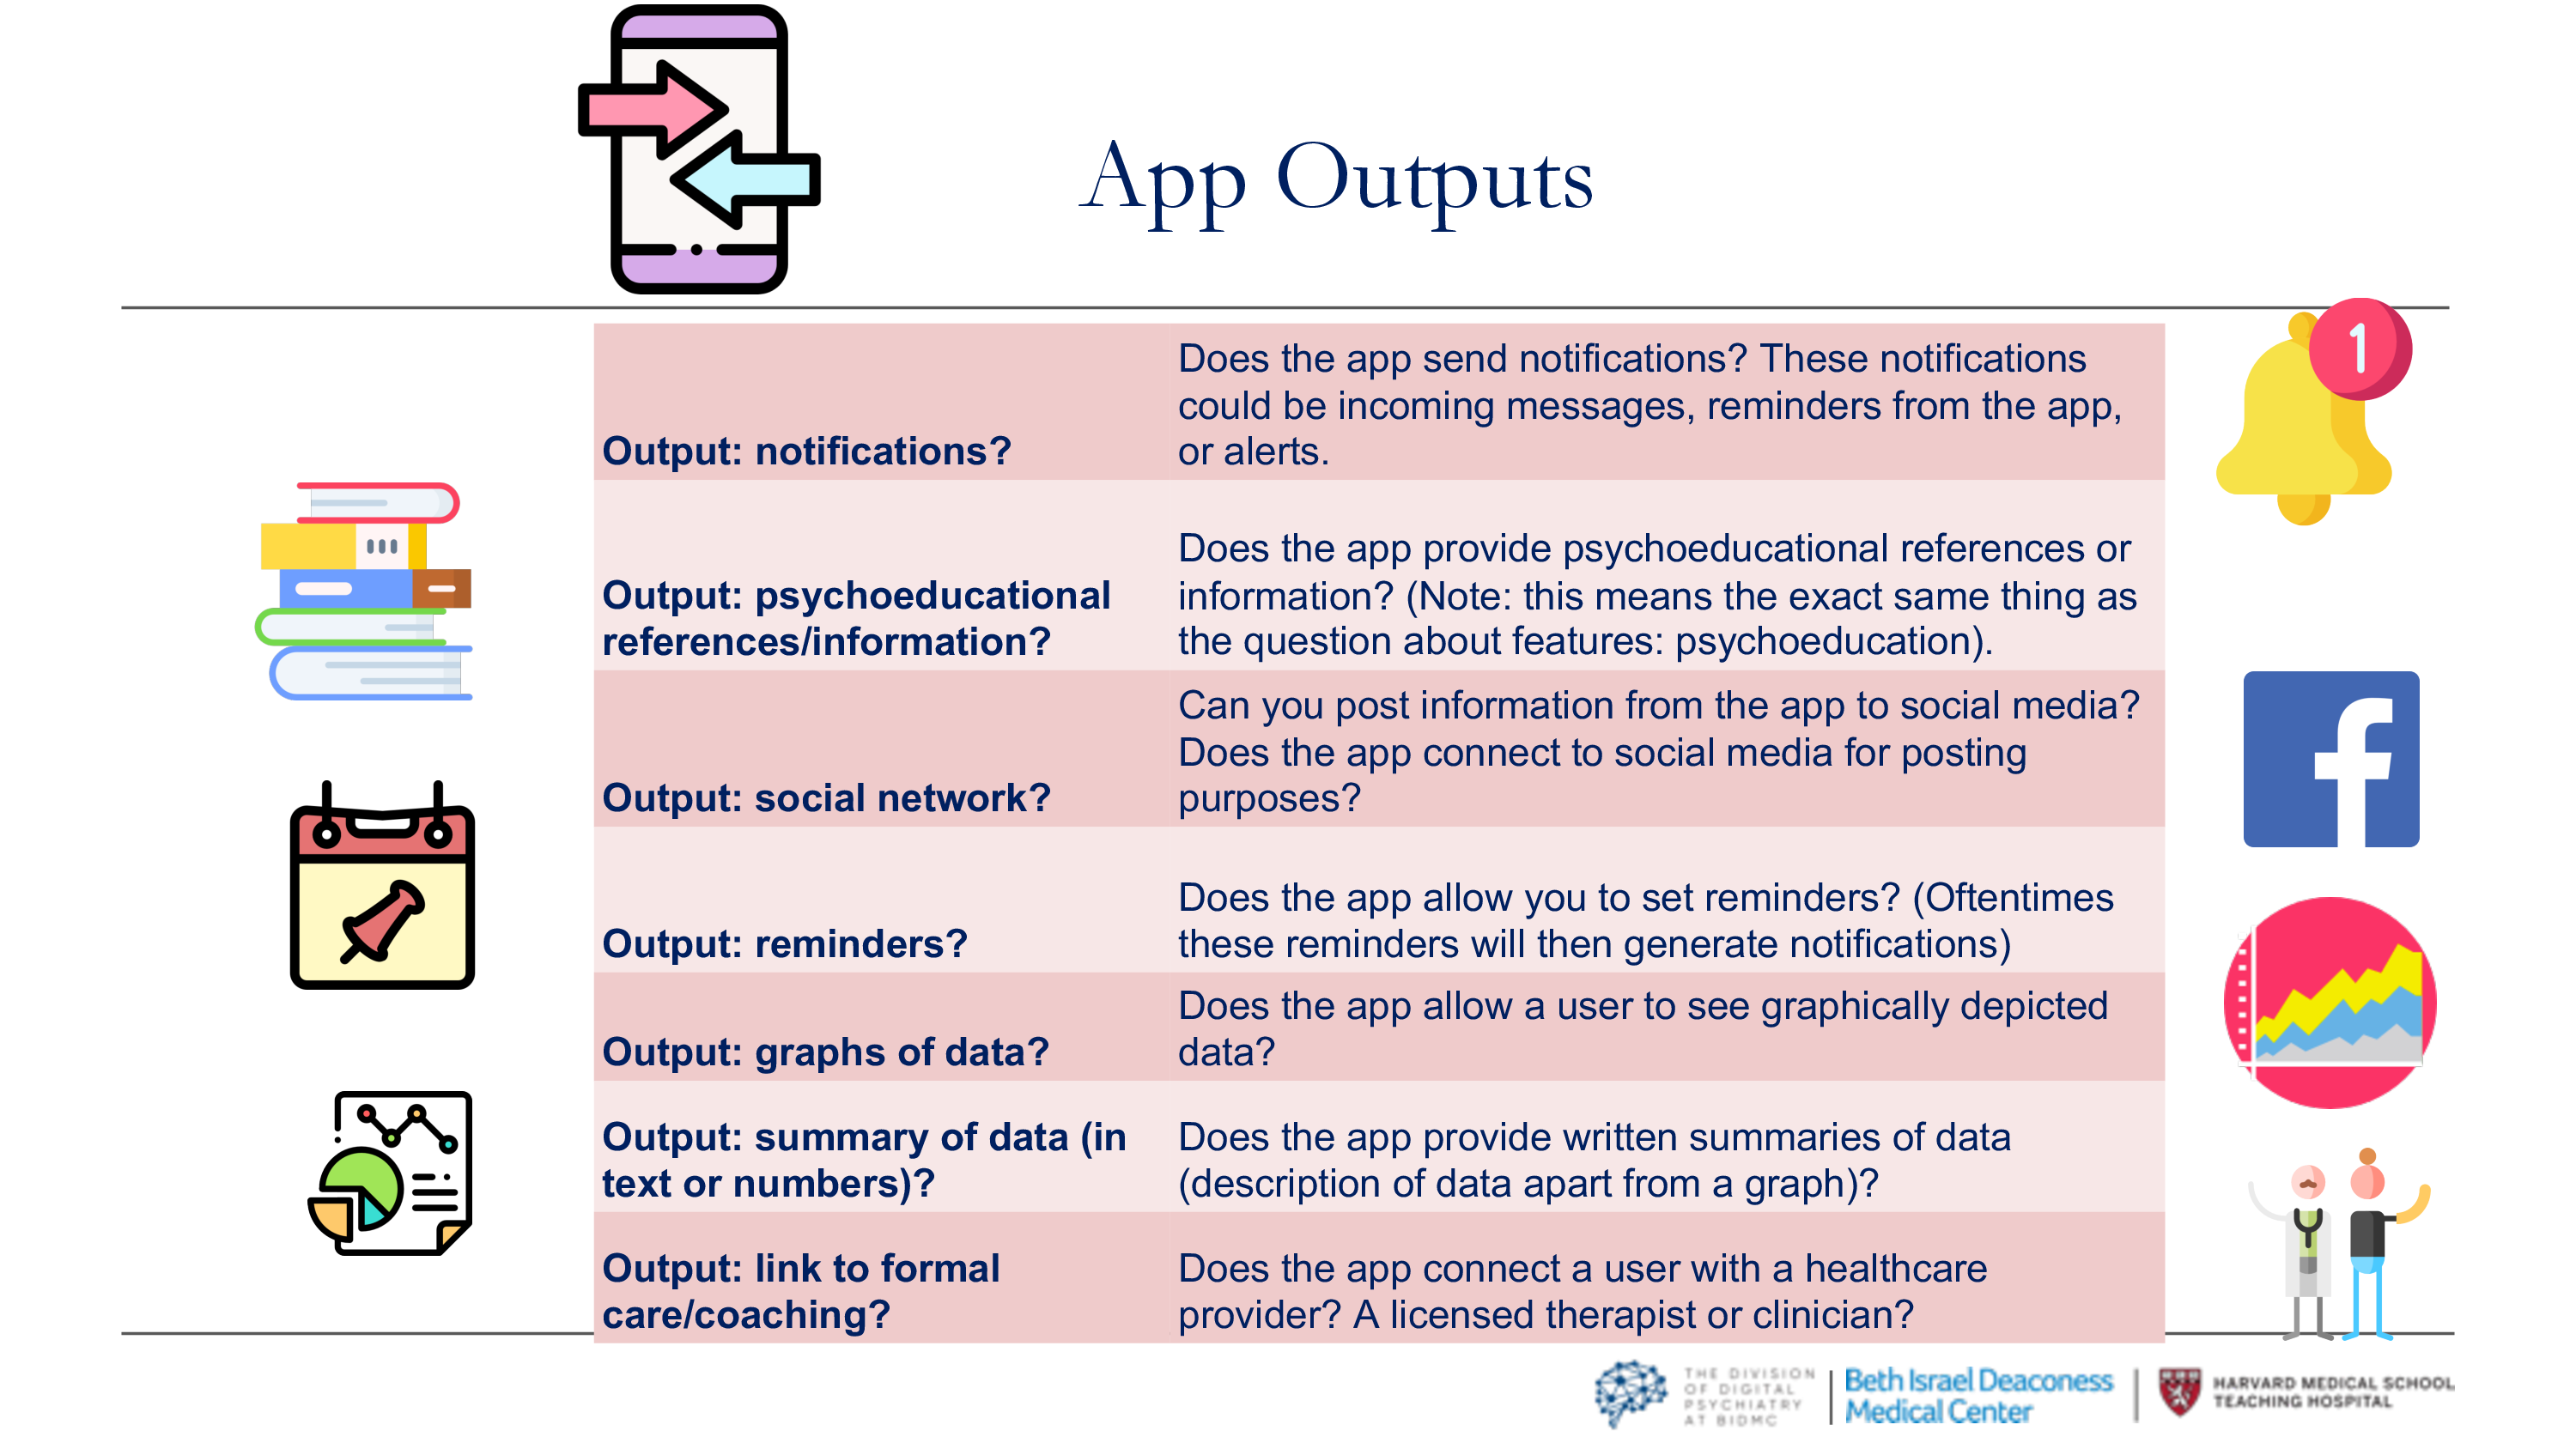 App Outputs
1
Output: notifications?
Does the app send notifications? These notifications
could be incoming messages, reminders from the app,
or alerts.
Output: psychoeducational
references/information?
Does the app provide psychoeducational references or
information? (Note: this means the exact same thing as
the question about features: psychoeducation).
Output: social network?
Can you post information from the app to social media?
Does the app connect to social media for posting
purposes?
f
Output: reminders?
Does the app allow you to set reminders? (Oftentimes
these reminders will then generate notifications)
Output: graphs of data?
Does the app allow a user to see graphically depicted
data?
Output: summary of data (in
text or numbers)?
Does the app provide written summaries of data
(description of data apart from a graph)?
Output: link to formal
care/coaching?
Does the app connect a user with a healthcare
provider? A licensed therapist or clinician?
THE DIVISION
OF DIGITAL
PSYCHIATRY
AT BIDMC
Beth Israel Deaconess
Medical Center
HARVARD MEDICAL SCHOOL
TEACHING HOSPITAL